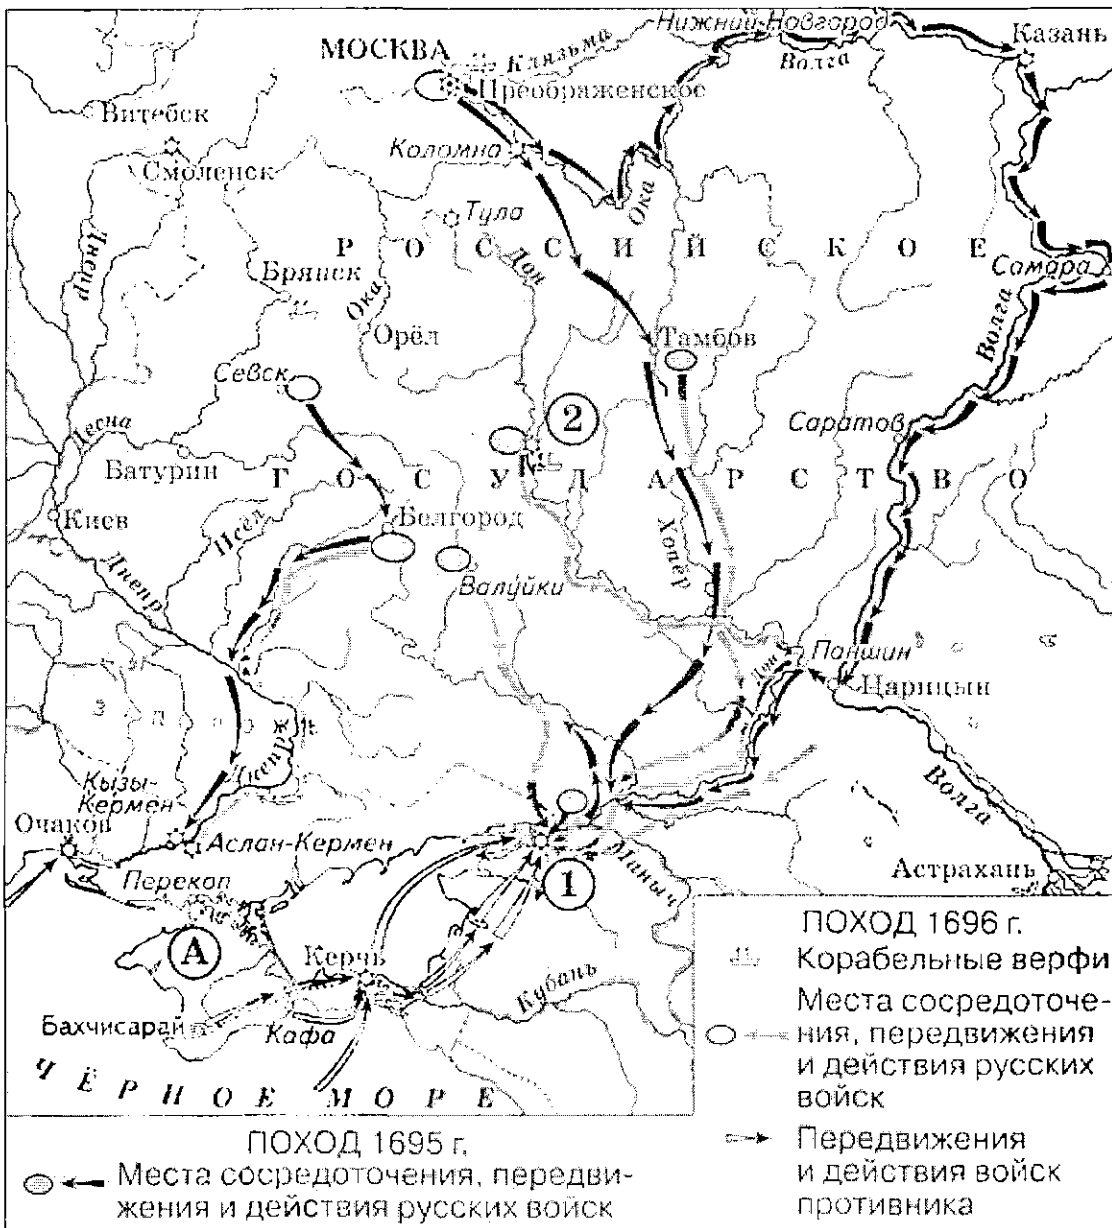 Нижний-Новгород
МОСКВА
Клязьма
Казань
Волга
Преображенское
Витебск
Коломна
Смоленск
Ока
Тула
РОССИЙСКОЕ
Днепр
Дон
Самара
Брянск
Ока
Волга
Орёл
Тамбов
Севск
2
Десна
Саратов
Батурин
ГОСУДАРСТВО
Киев
Псёл
Белгород
Хопёр
Днепр
Валуйки
Паншин
Дон
Царицын
Днепр
Кызы-
Кермен
Волга
Очаков
Аслан-Кермен
Маныч
Астрахань
Перекоп
1
А
Керчь
Кубань
Бахчисарай
Кафа
ЧЁРНОЕ МОРЕ
ПОХОД 1696 г.
Корабельные верфи
Места сосредоточе-
ния, передвижения
и действия русских
войск
Передвижения
и действия войск
противника
ПОХОД 1695 г.
Места сосредоточения, передви-
жения и действия русских войск